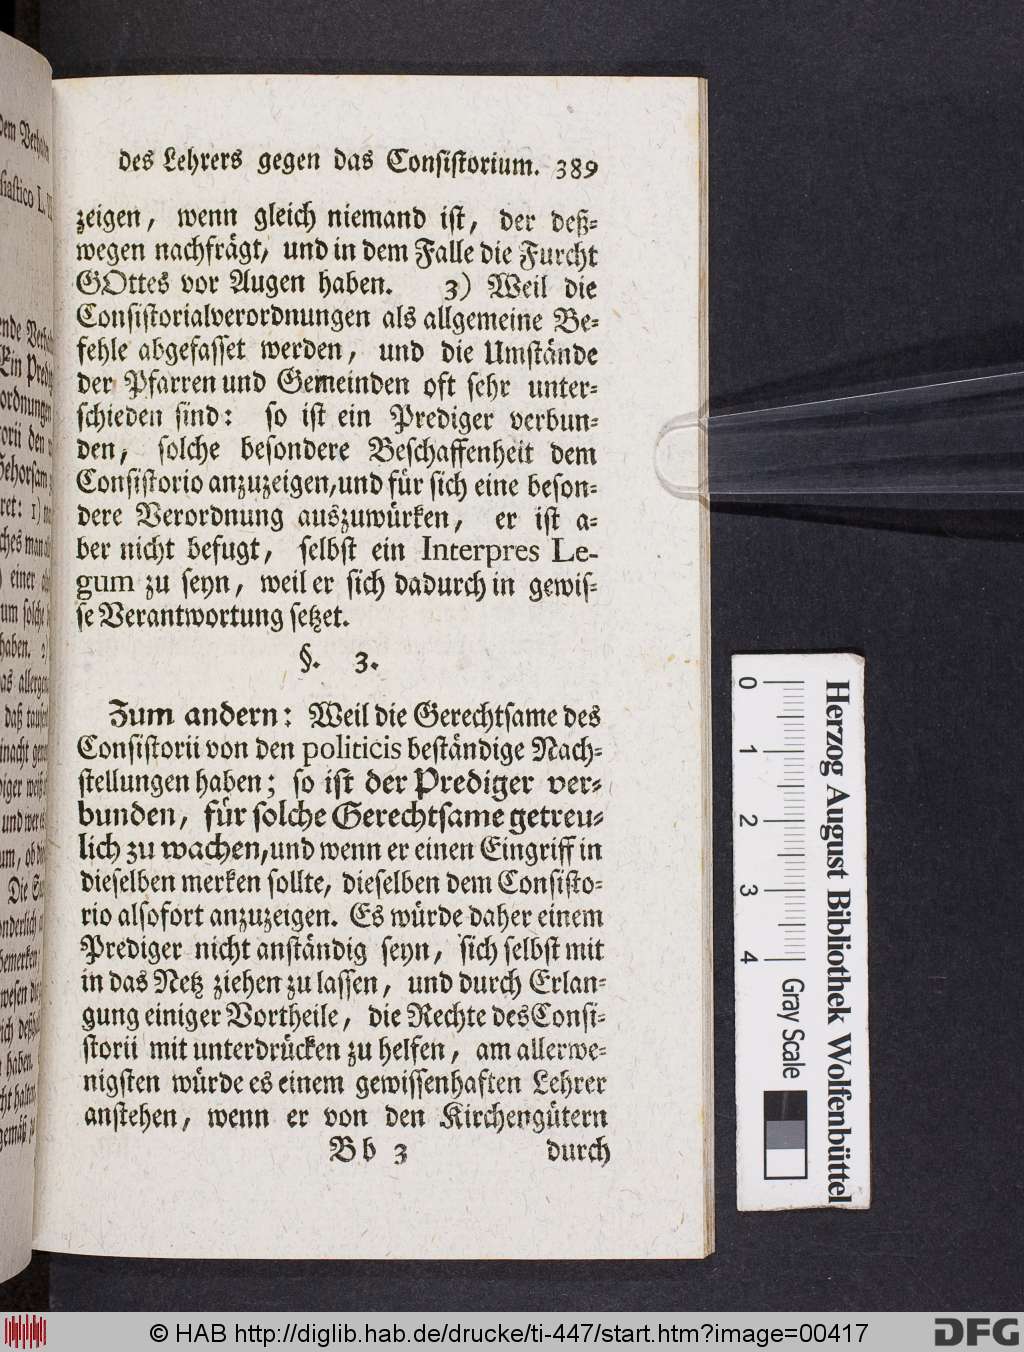 des Lehrers gegen das Consistorium. 389
zeigen, wenn gleich niemand ist, der deß-
wegen nachfrägt, und in dem Falle die Furcht
GOttes vor Augen haben. 3) Weil die
Consistorialverordnungen als allgemeine Be-
fehle abgefasset werden, und die Umstände
der Pfarren und Gemeinden oft sehr unter-
schieden sind: so ist ein Prediger verbun-
den, solche besondere Beschaffenheit dem
Consistorio anzuzeigen, und für sich eine beson-
dere Verordnung auszuwürken, er ist a-
ber nicht befugt, selbst ein Interpres Le-
gum zu seyn, weil er sich dadurch in gewis-
se Verantwortung setzet.
§. 3.
Zum andern: Weil die Gerechtsame des
Consistorii von den politicis beständige Nach-
stellungen haben; so ist der Prediger ver-
bunden, für solche Gerechtsame getreu-
lich zu wachen, und wenn er einen Eingriff in
dieselben merken sollte, dieselben dem Consisto-
rio alsofort anzuzeigen. Es würde daher einem
Prediger nicht anständig seyn, sich selbst mit
in das Netz ziehen zu lassen, und durch Erlan-
gung einiger Vortheile, die Rechte des Consi-
storii mit unterdrücken zu helfen, am allerwe-
nigsten würde es einem gewissenhaften Lehrer
anstehen, wenn er von den Kirchengütern
Bb 3 durch
Herzog August Bibliothek Wolfenbüttel
0 1 2 3 4 Gray Scale
© HAB http://diglib.hab.de/drucke/ti-447/start.htm?image=00417
DFG